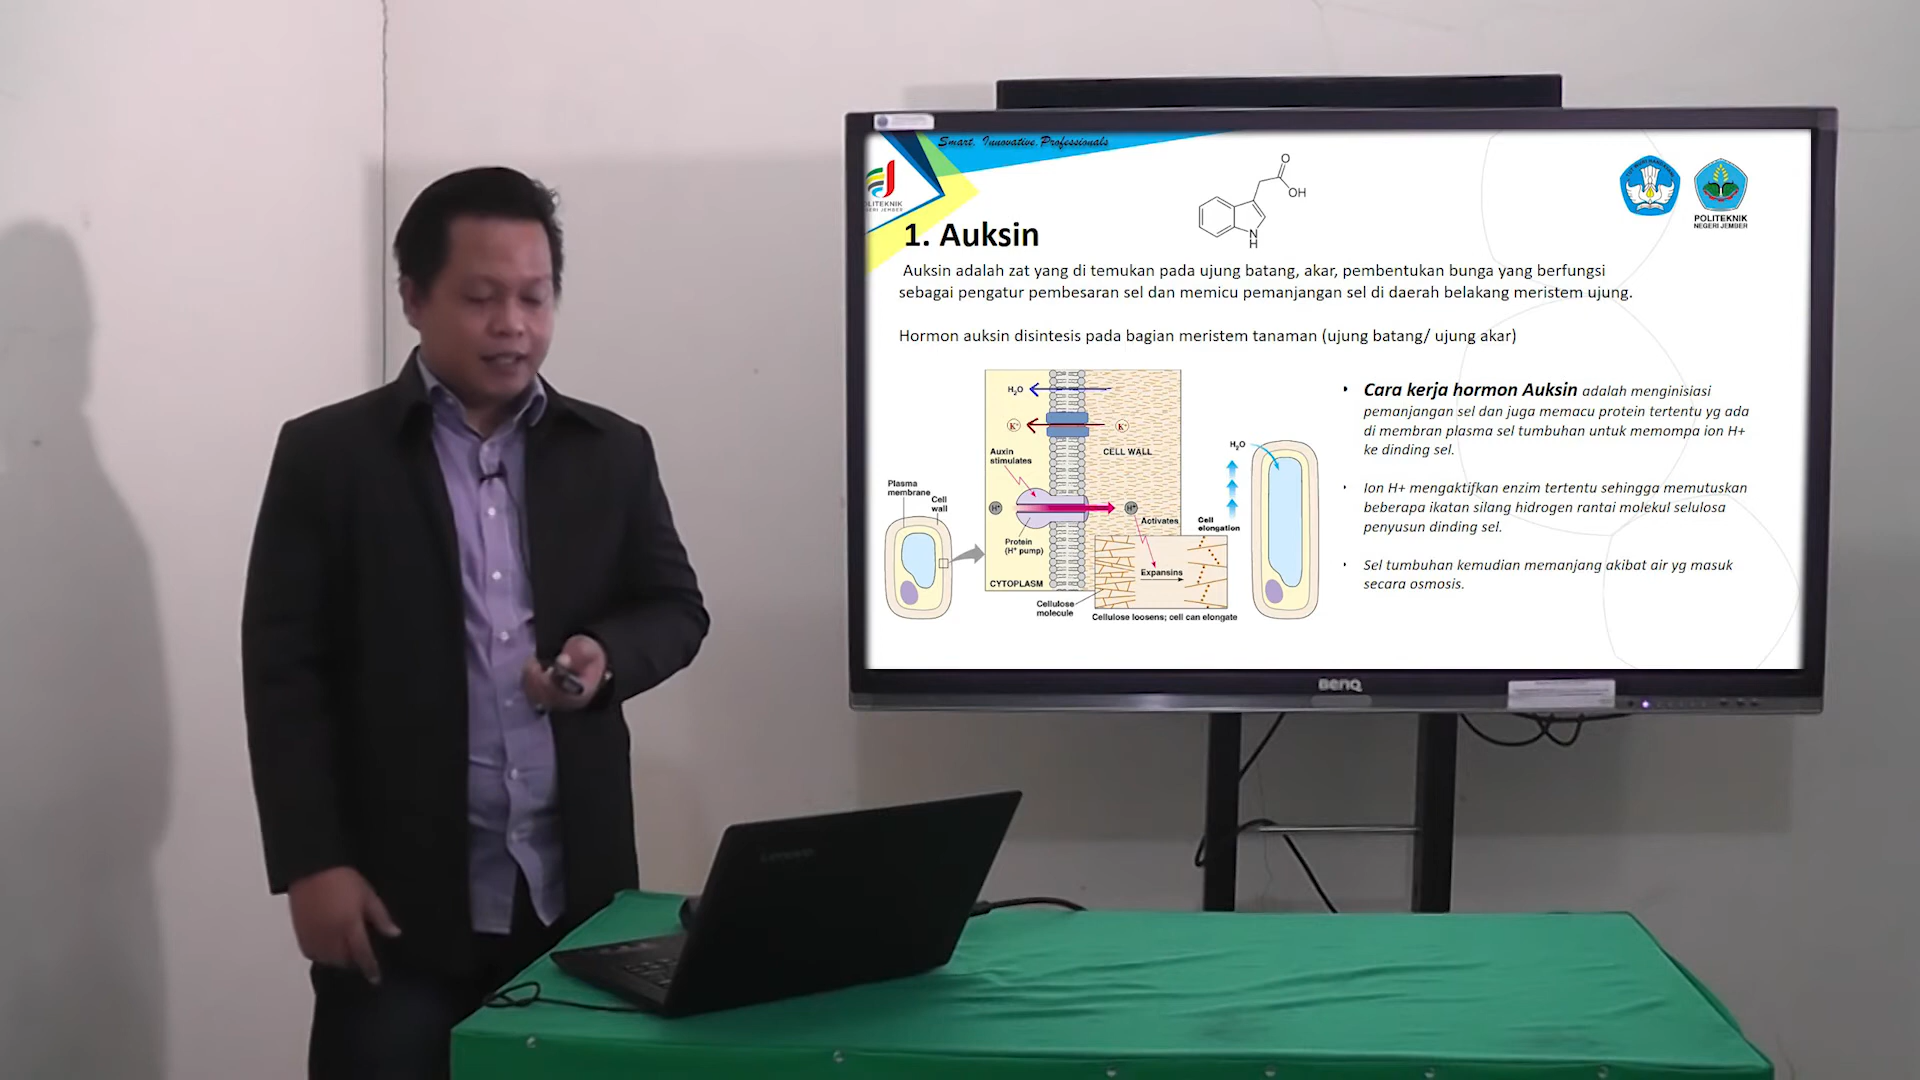 Smart, Innovative, Professionals
POLITEKNIK
NEGERI JEMBER
O
OH
N
H
1. Auksin
Auksin adalah zat yang di temukan pada ujung batang, akar, pembentukan bunga yang berfungsi
sebagai pengatur pembesaran sel dan memicu pemanjangan sel di daerah belakang meristem ujung.
Hormon auksin disintesis pada bagian meristem tanaman (ujung batang/ ujung akar)
H₂O
K⁺
K⁺
Auxin
stimulates
CELL WALL
Plasma
membrane
Cell
wall
H⁺
H⁺
Activates
Protein
(H⁺ pump)
Expansins
CYTOPLASM
Cellulose
molecule
Cellulose loosens; cell can elongate
H₂O
Cell
elongation
• Cara kerja hormon Auksin adalah menginisiasi
pemanjangan sel dan juga memacu protein tertentu yg ada
di membran plasma sel tumbuhan untuk memompa ion H+
ke dinding sel.
• Ion H+ mengaktifkan enzim tertentu sehingga memutuskan
beberapa ikatan silang hidrogen rantai molekul selulosa
penyusun dinding sel.
• Sel tumbuhan kemudian memanjang akibat air yg masuk
secara osmosis.
BenQ
Lenovo